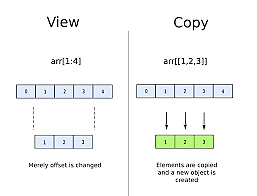 View
Copy
arr[1:4]
arr[[1,2,3]]
0 1 2 3 4
0 1 2 3 4
1 2 3
1 2 3
Merely offset is changed
Elements are copied
and a new object is
created